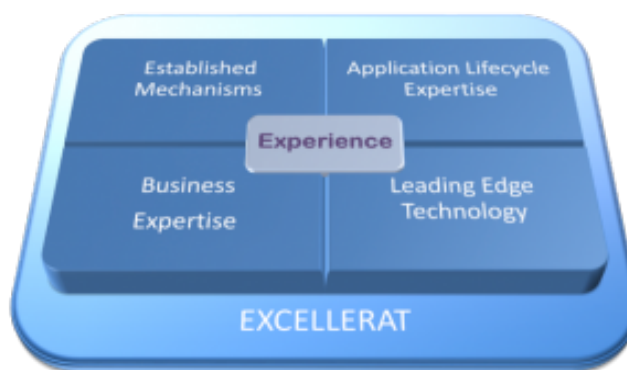 Established
Mechanisms
Application Lifecycle
Expertise
Experience
Business
Expertise
Leading Edge
Technology
EXCELLERAT